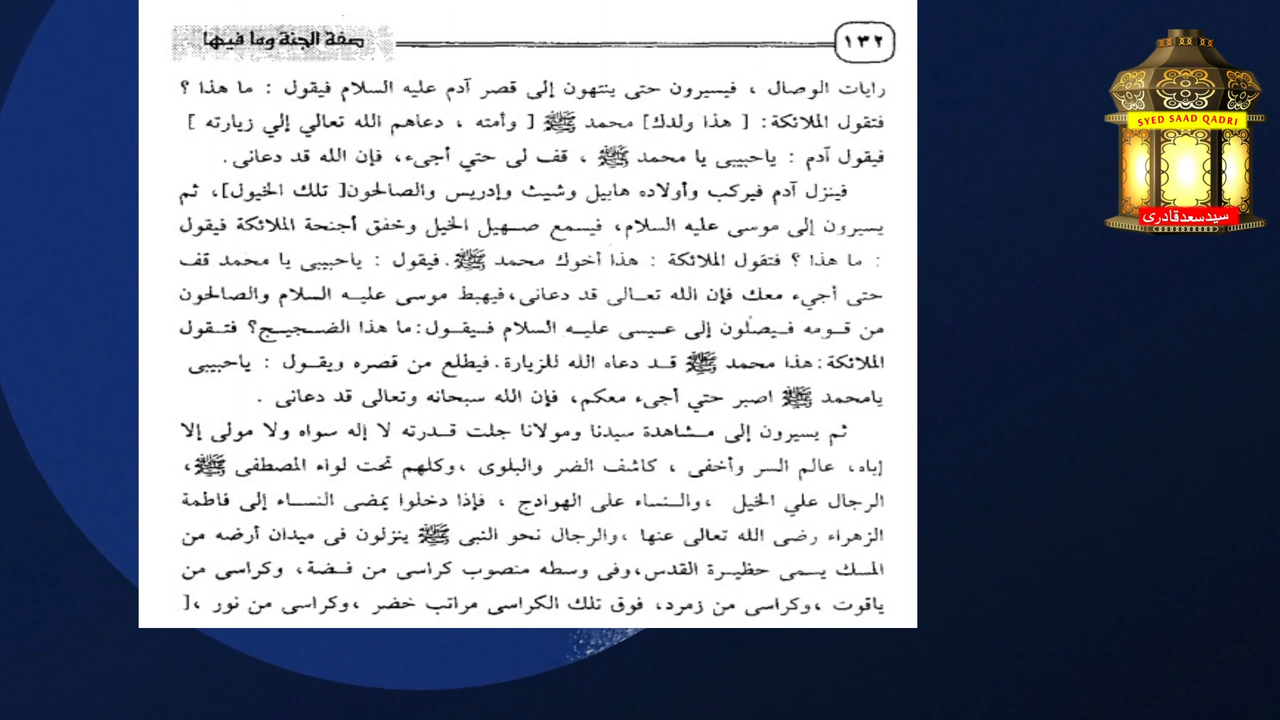 ١٣٢
صفة الجنة وما فيها
رايات الوصال ، فيسيرون حتى ينتهون إلى قصر آدم عليه السلام فيقول : ما هذا ؟
فتقول الملائكة: [ هذا ولدك] محمد ﷺ [ وأمته ، دعاهم الله تعالي إلي زيارته ]
فيقول آدم : ياحبيبى يا محمد ﷺ ، قف لى حتي أجىء، فإن الله قد دعانى.
فينزل آدم فيركب وأولاده هابيل وشيث وإدريس والصالحون[ تلك الخيول]، ثم
يسيرون إلى موسى عليه السلام، فيسمع صهيل الخيل وخفق أجنحة الملائكة فيقول
: ما هذا ؟ فتقول الملائكة : هذا أخوك محمد ﷺ. فيقول : ياحبيبى يا محمد قف
حتى أجيء معك فإن الله تعالى قد دعانى، فيهبط موسى عليه السلام والصالحون
من قومه فيصلون إلى عيسى عليه السلام فيقول: ما هذا الضجيج؟ فتقول
الملائكة: هذا محمد ﷺ قد دعاه الله للزيارة. فيطلع من قصره ويقول : ياحبيبى
يامحمد ﷺ اصبر حتي أجىء معكم، فإن الله سبحانه وتعالى قد دعانى .
ثم يسيرون إلى مشاهدة سيدنا ومولانا جلت قدرته لا إله سواه ولا مولى إلا
إياه، عالم السر وأخفى ، كاشف الضر والبلوى ،وكلهم تحت لواء المصطفى ﷺ،
الرجال علي الخيل ،والنساء على الهوادج ، فإذا دخلوا يمضى النساء إلى فاطمة
الزهراء رضى الله تعالى عنها ،والرجال نحو النبى ﷺ ينزلون فى ميدان أرضه من
المسك يسمى حظيرة القدس،وفى وسطه منصوب كراسى من فضة، وكراسى من
ياقوت ،وكراسى من زمرد، فوق تلك الكراسى مراتب خضر ،وكراسى من نور ،[
SYED SAAD QADRI
سیدسعدقادری